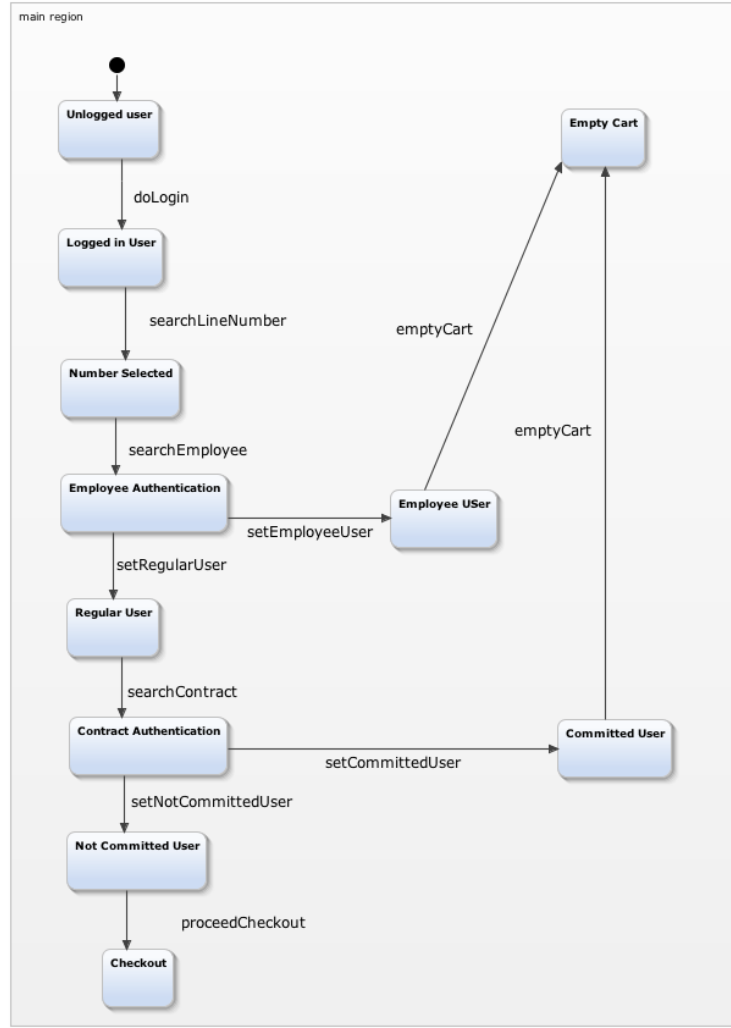 main region
Unlogged user
Empty Cart
doLogin
Logged in User
searchLineNumber
emptyCart
Number Selected
emptyCart
searchEmployee
Employee Authentication
Employee USer
setEmployeeUser
setRegularUser
Regular User
searchContract
Contract Authentication
Committed User
setCommittedUser
setNotCommittedUser
Not Committed User
proceedCheckout
Checkout